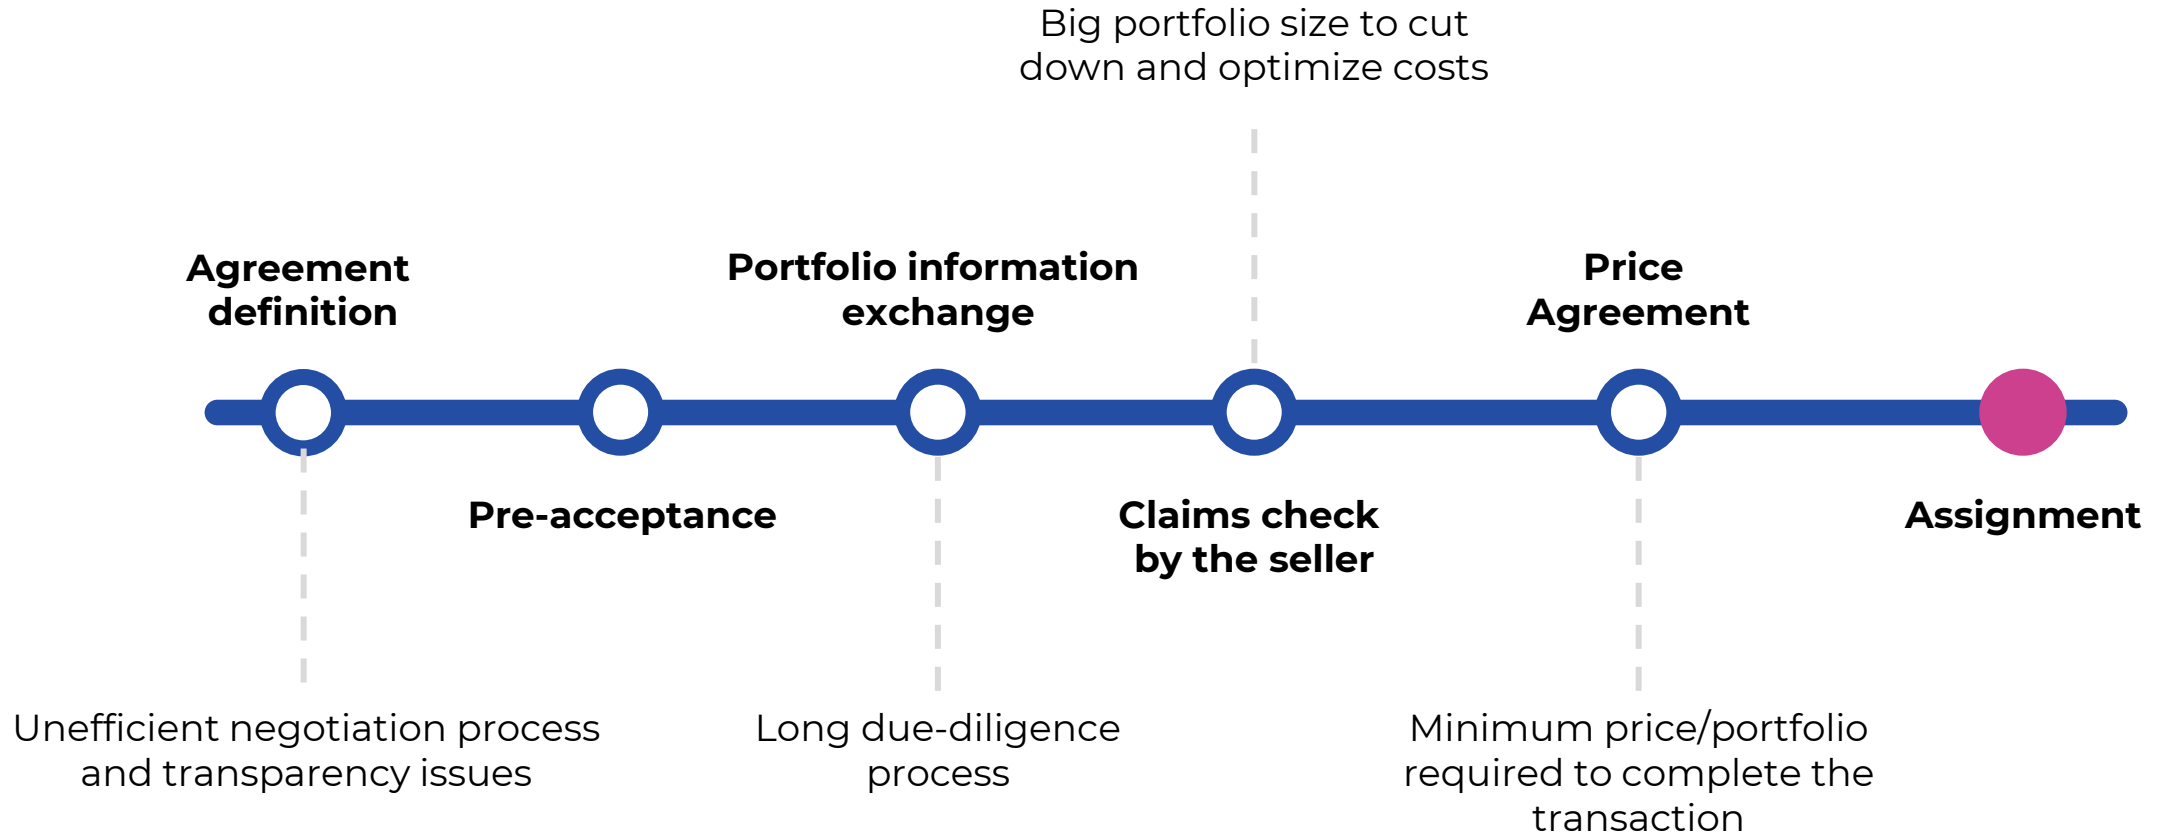 Big portfolio size to cut
down and optimize costs
Agreement
definition
Portfolio information
exchange
Price
Agreement
Pre-acceptance
Claims check
by the seller
Assignment
Unefficient negotiation process
and transparency issues
Long due-diligence
process
Minimum price/portfolio
required to complete the
transaction